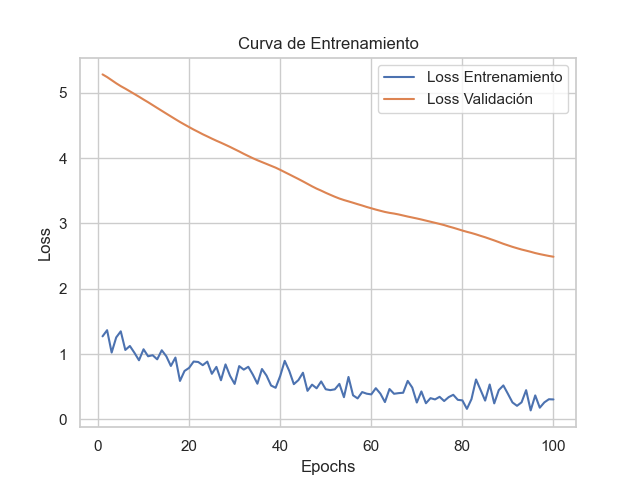 Curva de Entrenamiento
Loss Entrenamiento
Loss Validación
5
4
3
2
1
0
Loss
0 20 40 60 80 100
Epochs